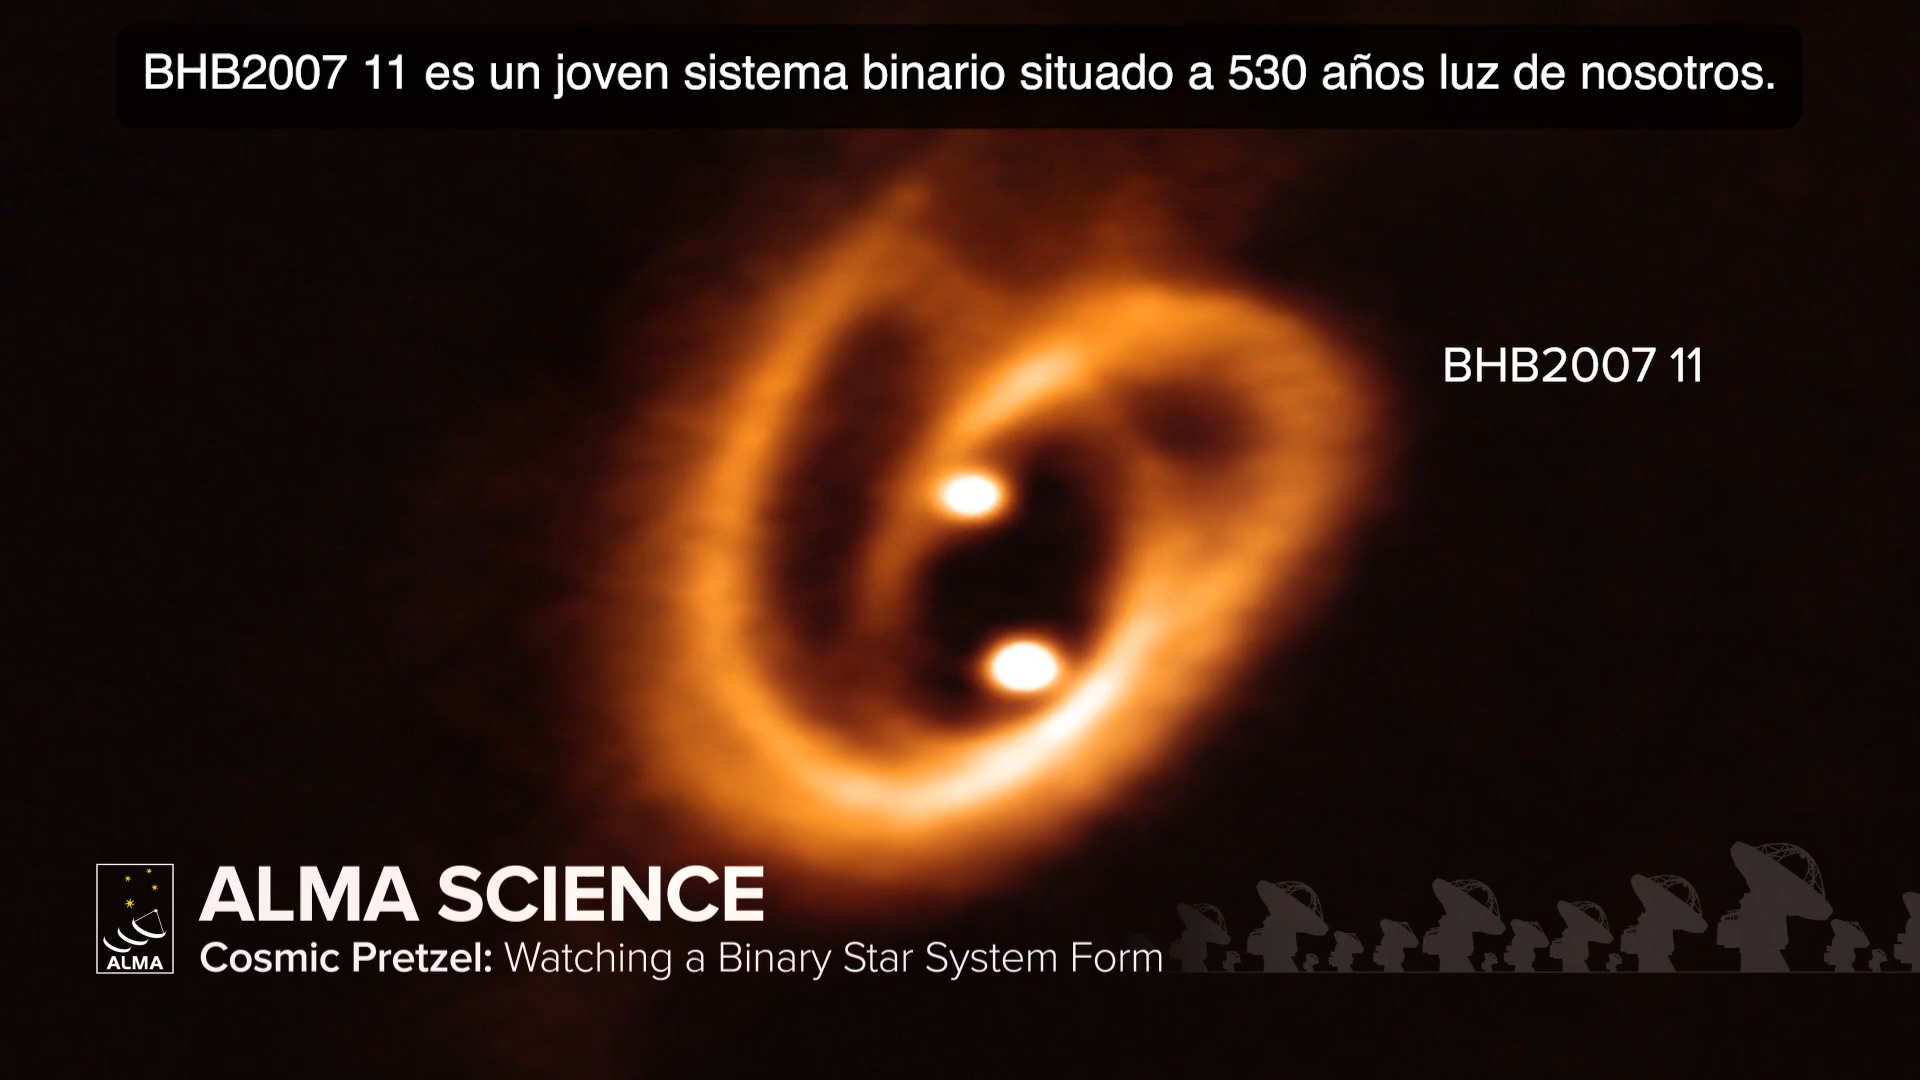 BHB2007 11 es un joven sistema binario situado a 530 años luz de nosotros.
BHB2007 11
ALMA SCIENCE
Cosmic Pretzel: Watching a Binary Star System Form
ALMA